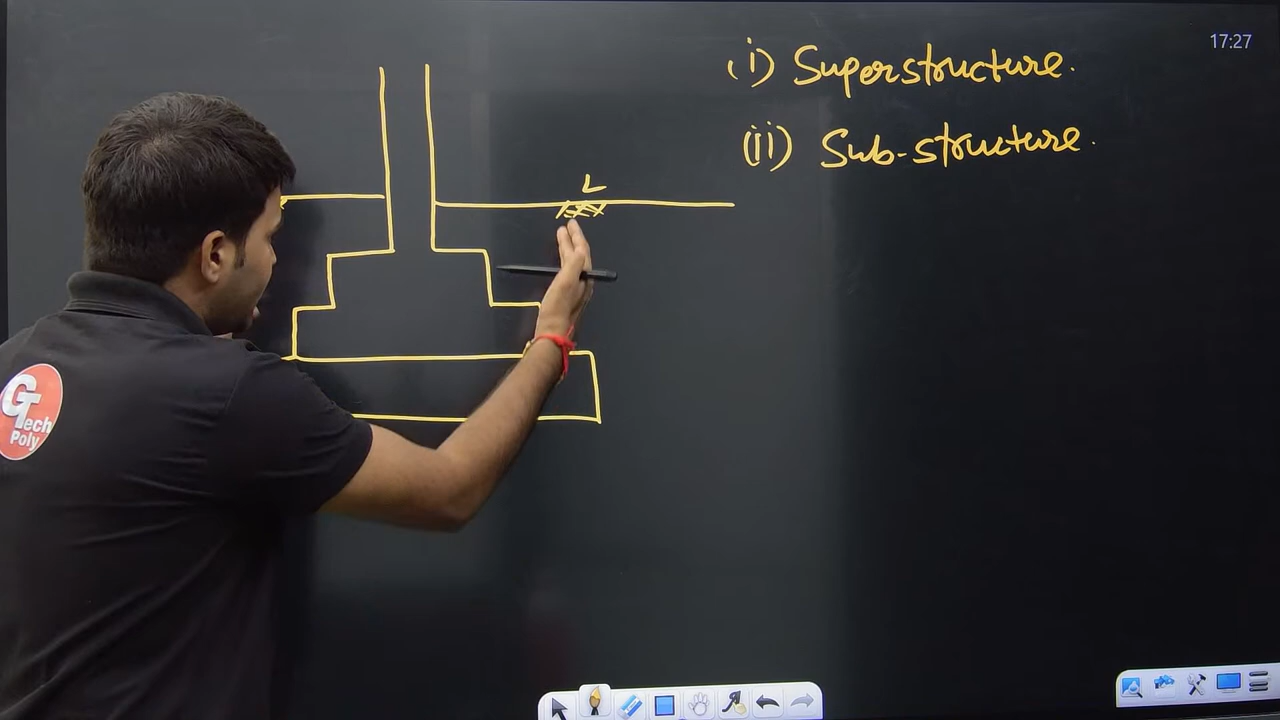 17:27
(i) Superstructure.
(ii) Sub-structure.
GTech
Poly